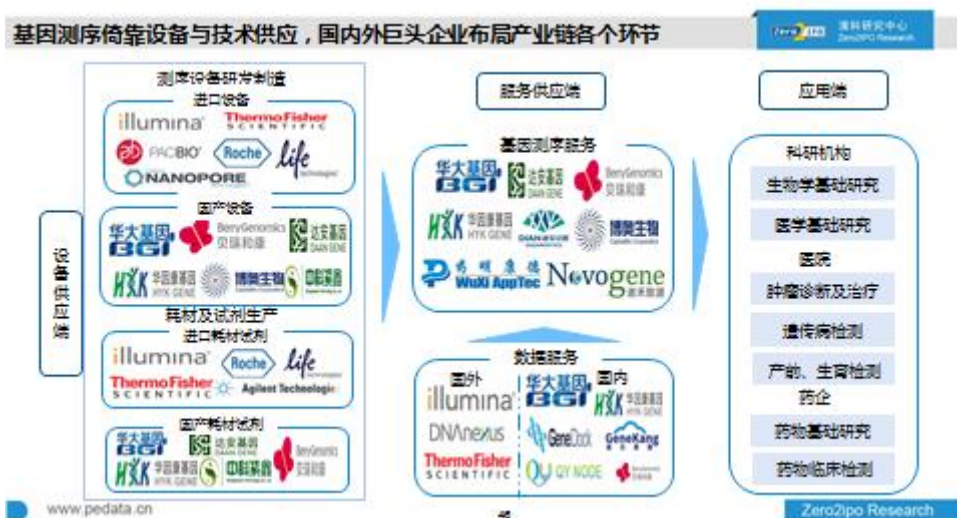 基因测序倚靠设备与技术供应，国内外巨头企业布局产业链各个环节
Zero2IPO 清科研究中心
Zero2IPO Research
设备供应端
测序设备研发制造
进口设备
illumina
ThermoFisher
SCIENTIFIC
PACBIO
Roche
life
technologies
NANOPORE
国产设备
华大基因
BGI
BerryGenomics
贝瑞和康
达安基因
DAAN GENE
HYK 华因康基因
HYK GENE
博奥生物
中科紫鑫
耗材及试剂生产
进口耗材试剂
illumina
Roche
life
ThermoFisher
SCIENTIFIC
Agilent Technologies
国产耗材试剂
华大基因
BGI
达安基因
DAAN GENE
BerryGenomics
贝瑞和康
HYK 华因康基因
HYK GENE
中科紫鑫
服务供应端
基因测序服务
华大基因
BGI
达安基因
DAAN GENE
BerryGenomics
贝瑞和康
HYK 华因康基因
HYK GENE
DIAN
博奥生物
药明康德
WuXi AppTec
Novogene
诺禾致源
数据服务
国外
illumina
DNAnexus
ThermoFisher
SCIENTIFIC
国内
华大基因
BGI
HYK 华因康基因
HYK GENE
GeneDock
GeneKang
QY NODE
应用端
科研机构
生物学基础研究
医学基础研究
医院
肿瘤诊断及治疗
遗传病检测
产前、生育检测
药企
药物基础研究
药物临床检测
www.pedata.cn
Zero2ipo Research